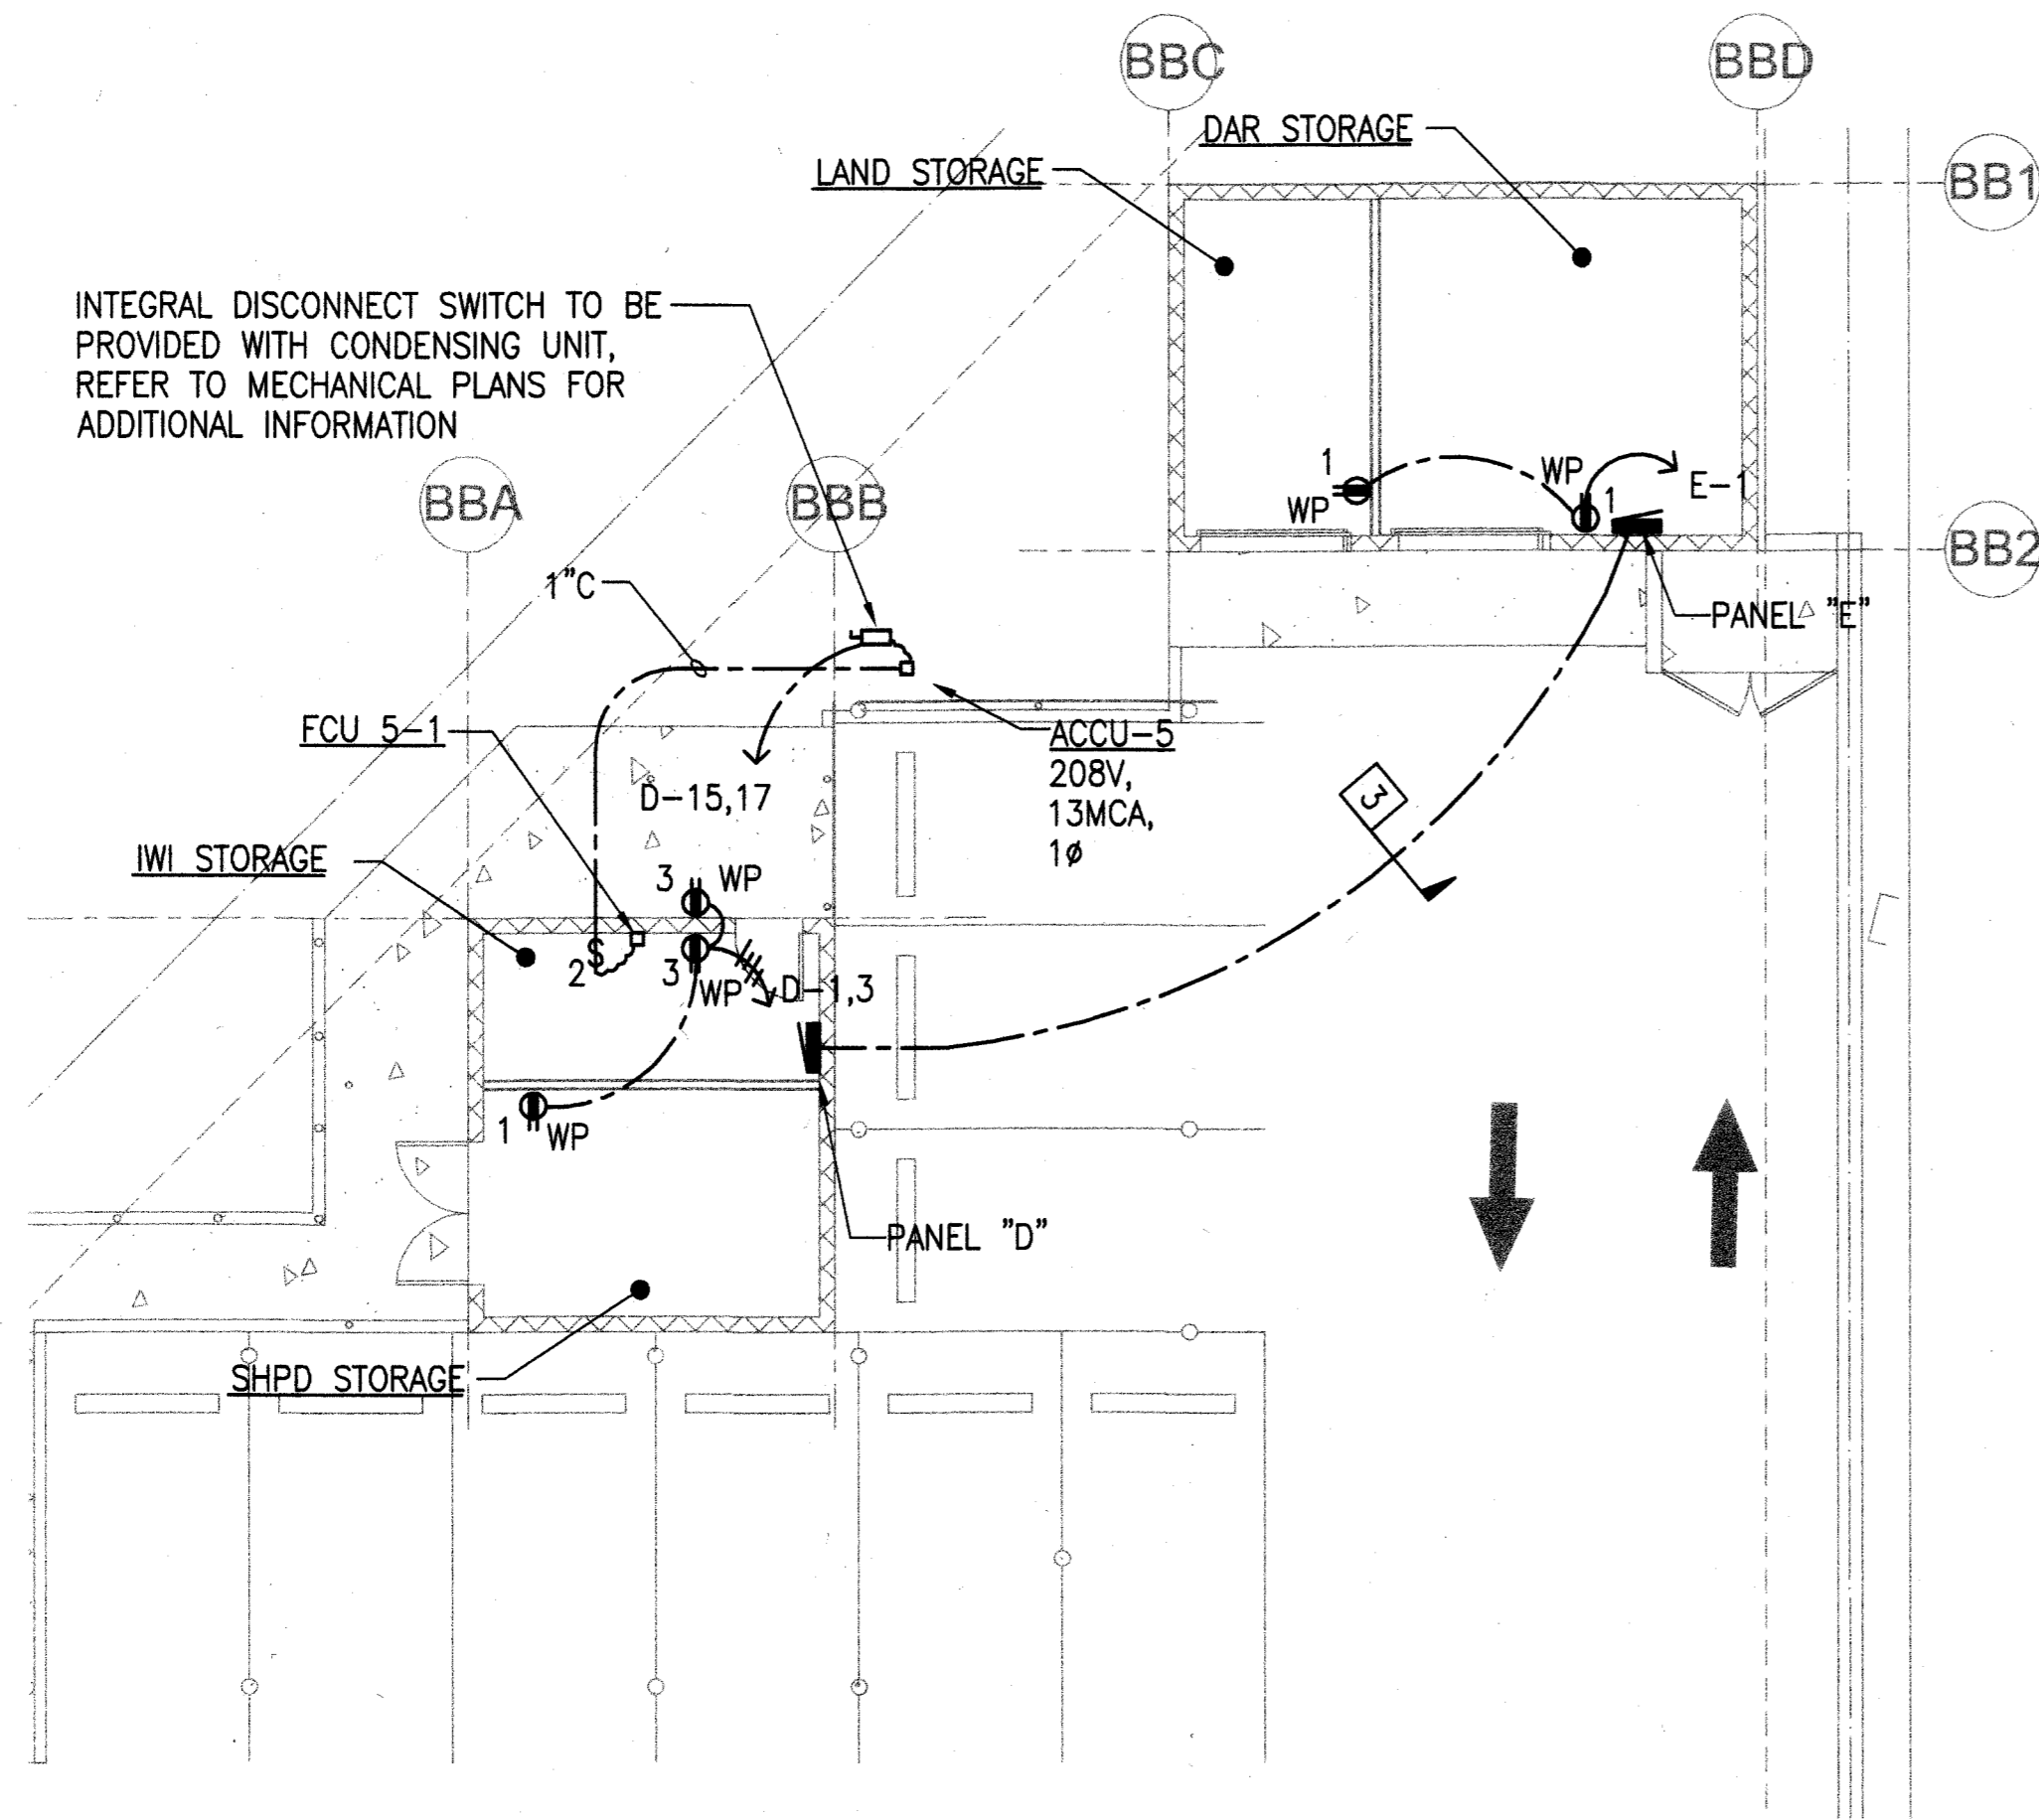 BBC
BBD
DAR STORAGE
LAND STORAGE
BB1
INTEGRAL DISCONNECT SWITCH TO BE
PROVIDED WITH CONDENSING UNIT,
REFER TO MECHANICAL PLANS FOR
ADDITIONAL INFORMATION
BBA
BBB
1
WP
WP
1
E-1
BB2
1"C
PANEL "E"
FCU 5-1
ACCU-5
208V,
13MCA,
1ø
D-15,17
3
IWI STORAGE
3
WP
S
2
3
WP
D-1,3
1
WP
PANEL "D"
SHPD STORAGE